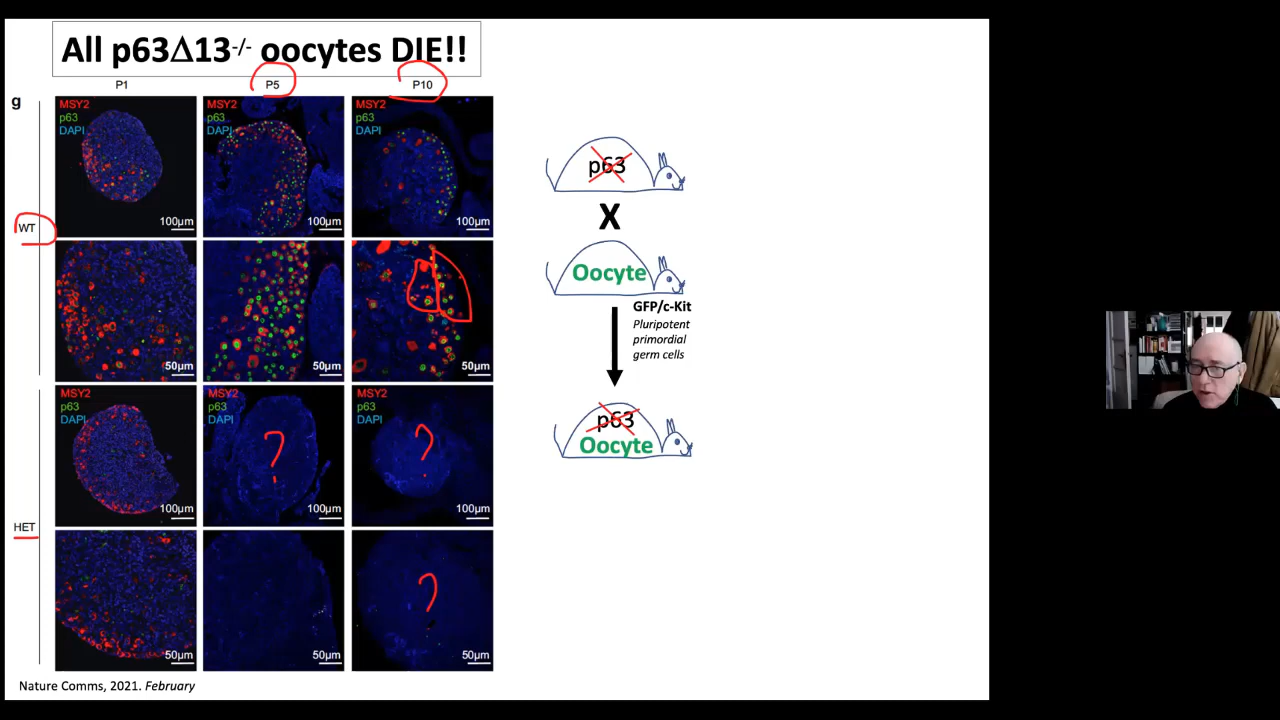 All p63Δ13-/- oocytes DIE!!
P1
P5
P10
g
MSY2
p63
DAPI
100µm
MSY2
p63
DAPI
100µm
MSY2
p63
DAPI
100µm
WT
50µm
50µm
50µm
MSY2
p63
DAPI
100µm
MSY2
p63
DAPI
?
100µm
MSY2
p63
DAPI
?
100µm
HET
50µm
50µm
?
50µm
p63
X
Oocyte
GFP/c-Kit
Pluripotent
primordial
germ cells
p63
Oocyte
Nature Comms, 2021. February